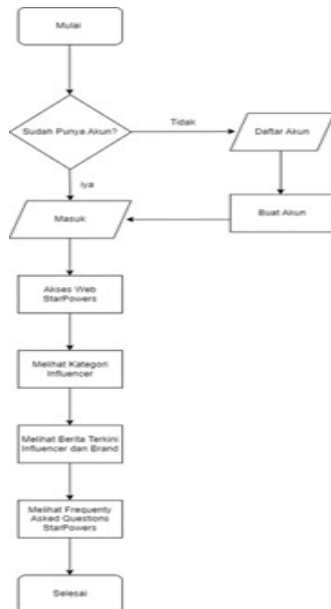 Mulai
Sudah Punya Akun?
Tidak
Daftar Akun
Iya
Masuk
Buat Akun
Akses Web
StarPowers
Melihat Kategori
Influencer
Melihat Berita Terkini
Influencer dan Brand
Melihat Frequenty
Asked Questions
StarPowers
Selesai